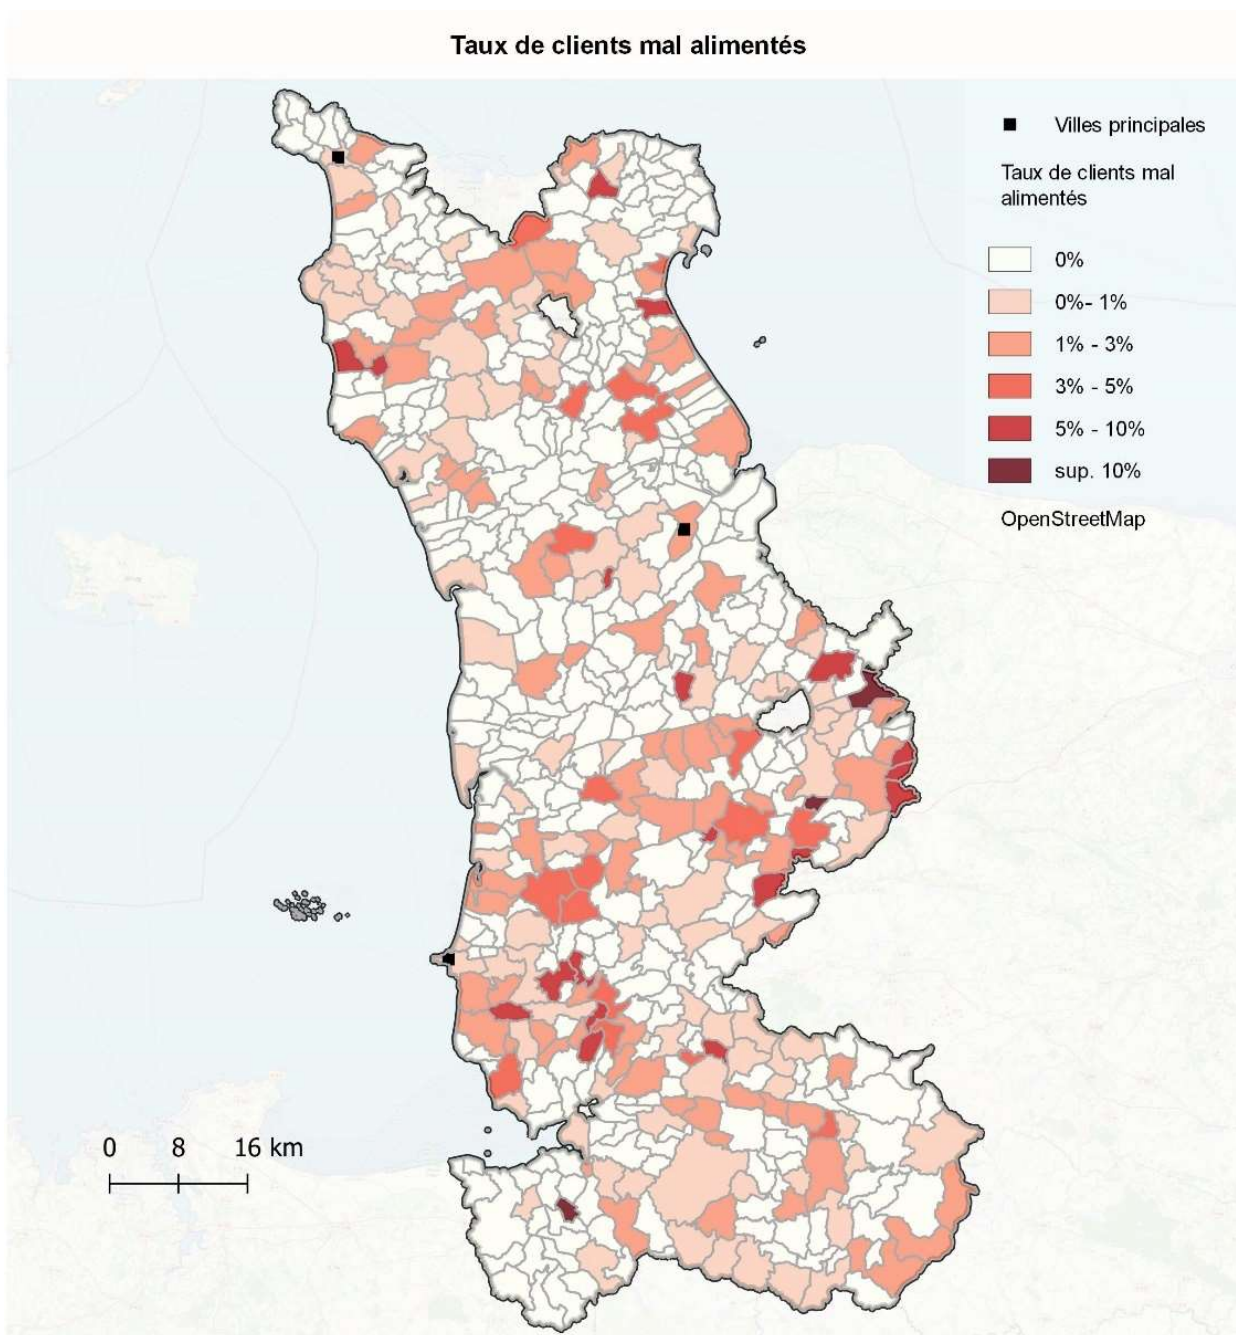 Taux de clients mal alimentés
Villes principales
Taux de clients mal
alimentés
0%
0%- 1%
1% - 3%
3% - 5%
5% - 10%
sup. 10%
OpenStreetMap
0 8 16 km